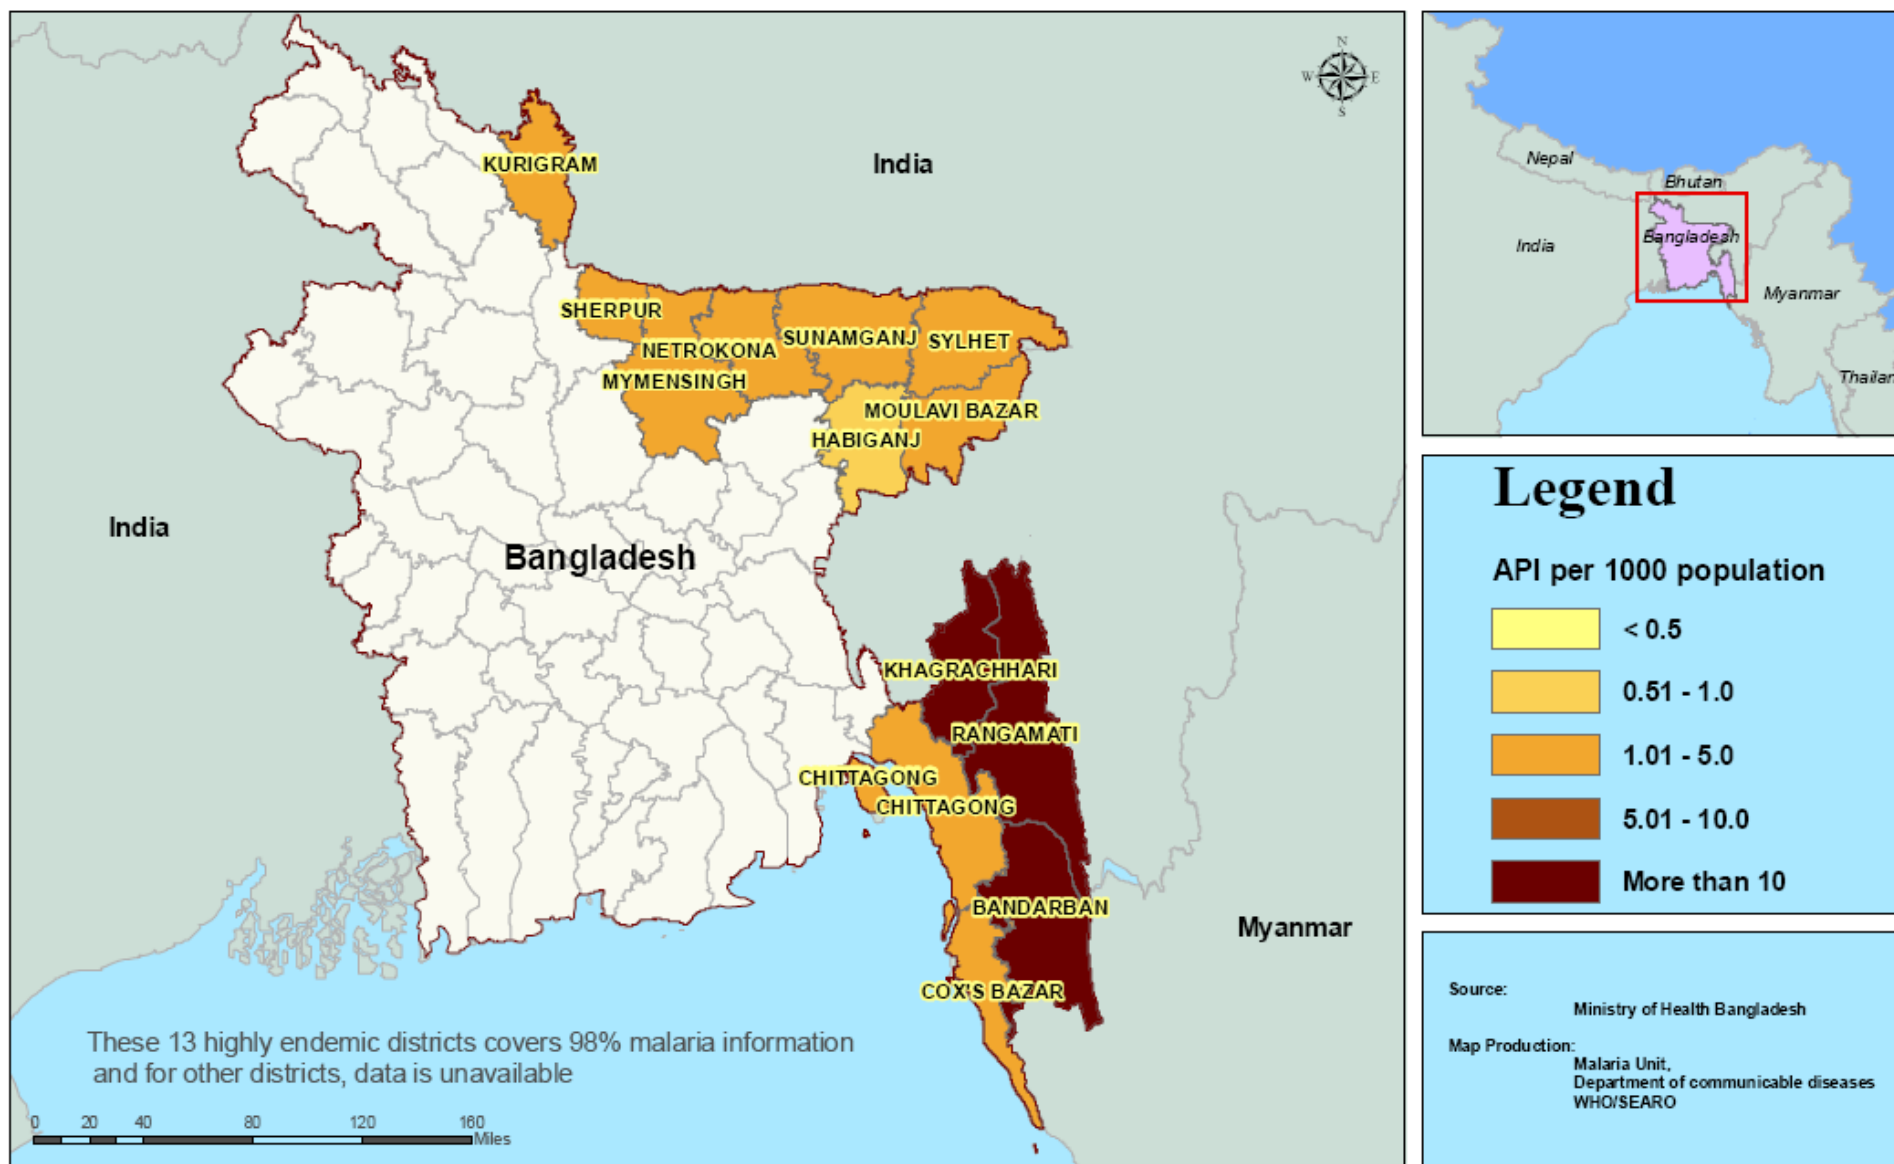 N
W E
S
KURIGRAM
India
SHERPUR
NETROKONA
SUNAMGANJ
SYLHET
MYMENSINGH
MOULAVI BAZAR
HABIGANJ
India
Bangladesh
KHAGRACHHARI
RANGAMATI
CHITTAGONG
CHITTAGONG
BANDARBAN
Myanmar
COX'S BAZAR
These 13 highly endemic districts covers 98% malaria information
and for other districts, data is unavailable
0 20 40 80 120 160
Miles
Nepal
Bhutan
India
Bangladesh
Myanmar
Thailan
Legend
API per 1000 population
< 0.5
0.51 - 1.0
1.01 - 5.0
5.01 - 10.0
More than 10
Source:
Ministry of Health Bangladesh
Map Production:
Malaria Unit,
Department of communicable diseases
WHO/SEARO